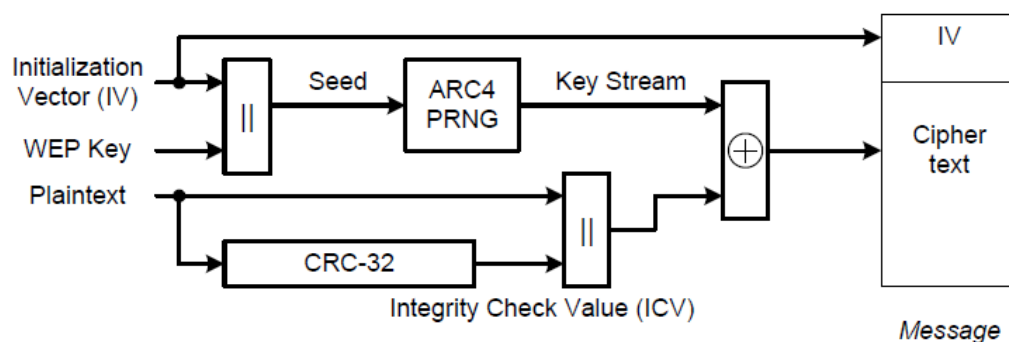 IV
Initialization
Vector (IV)
||
Seed
ARC4
PRNG
Key Stream
WEP Key
Cipher
text
Plaintext
||
CRC-32
Integrity Check Value (ICV)
Message